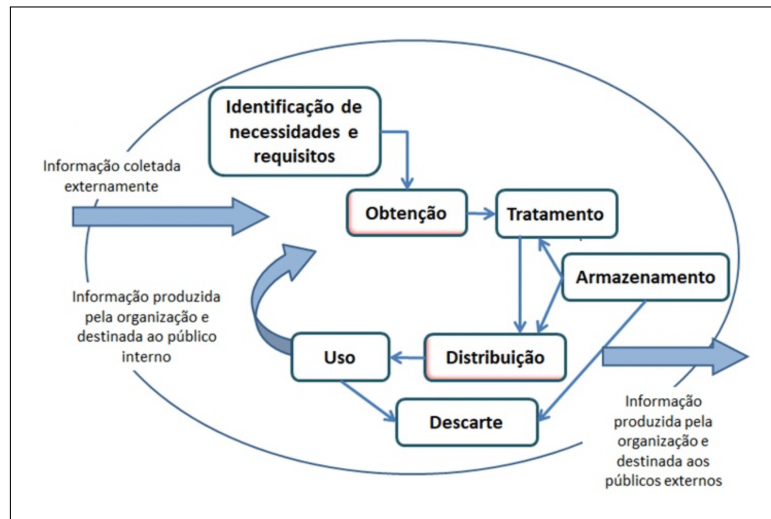 Identificação de
necessidades e
requisitos
Informação coletada
externamente
Obtenção
Tratamento
Armazenamento
Informação produzida
pela organização e
destinada ao público
interno
Uso
Distribuição
Descarte
Informação
produzida pela
organização e
destinada aos
públicos externos